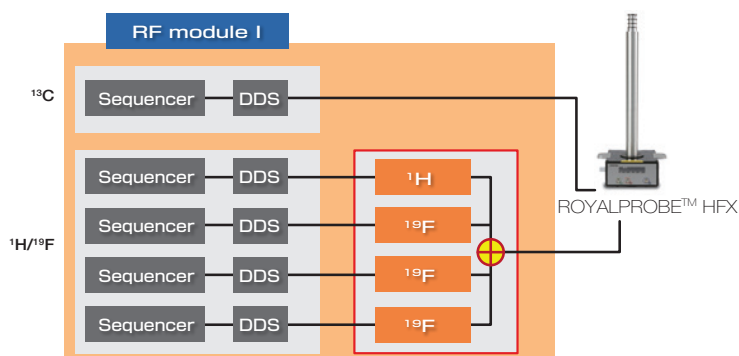 RF module I
¹³C
Sequencer DDS
Sequencer DDS ¹H
ROYALPROBE™ HFX
Sequencer DDS ¹⁹F
¹H/¹⁹F
Sequencer DDS ¹⁹F
Sequencer DDS ¹⁹F